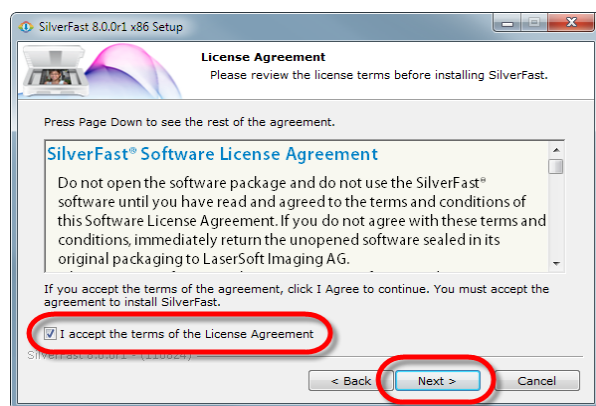 SilverFast 8.0.0r1 x86 Setup
License Agreement
Please review the license terms before installing SilverFast.
Press Page Down to see the rest of the agreement.
SilverFast® Software License Agreement
Do not open the software package and do not use the SilverFast®
software until you have read and agreed to the terms and conditions of
this Software License Agreement. If you do not agree with these terms and
conditions, immediately return the unopened software sealed in its
original packaging to LaserSoft Imaging AG.
If you accept the terms of the agreement, click I Agree to continue. You must accept the
agreement to install SilverFast.
I accept the terms of the License Agreement
SilverFast 8.0.0r1 - (110824)
< Back Next > Cancel